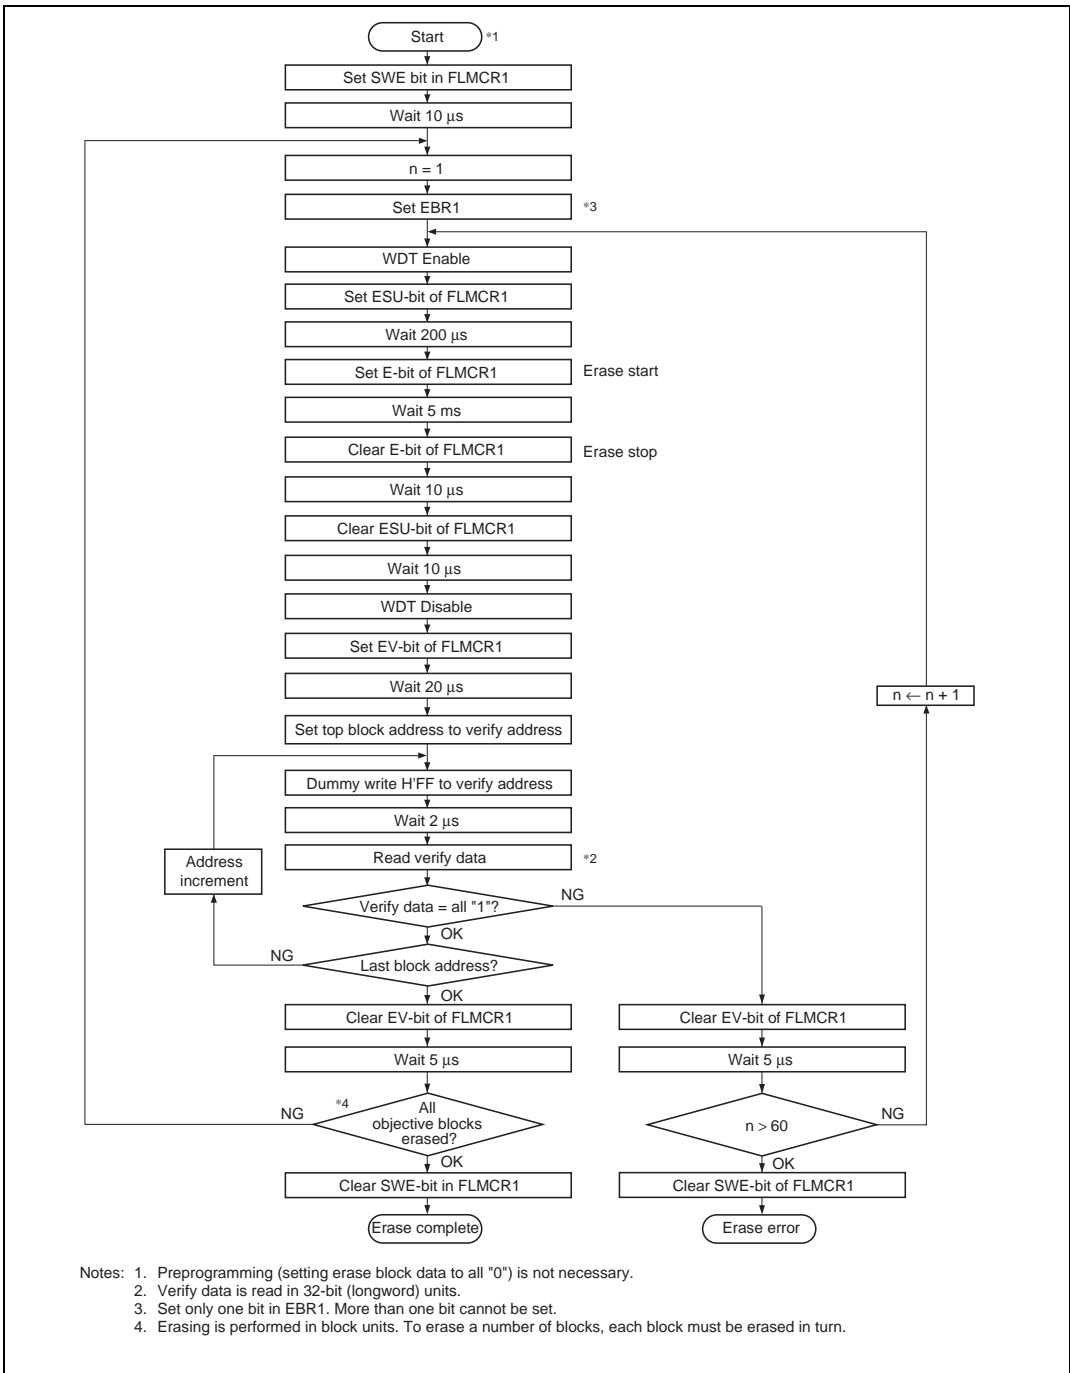 Start
*1
Set SWE bit in FLMCR1
Wait 10 μs
n = 1
Set EBR1
*3
WDT Enable
Set ESU-bit of FLMCR1
Wait 200 μs
Set E-bit of FLMCR1
Erase start
Wait 5 ms
Clear E-bit of FLMCR1
Erase stop
Wait 10 μs
Clear ESU-bit of FLMCR1
Wait 10 μs
WDT Disable
Set EV-bit of FLMCR1
Wait 20 μs
n ← n + 1
Set top block address to verify address
Dummy write H'FF to verify address
Wait 2 μs
Address
increment
Read verify data
*2
Verify data = all "1"?
NG
OK
NG
Last block address?
OK
Clear EV-bit of FLMCR1
Clear EV-bit of FLMCR1
Wait 5 μs
Wait 5 μs
NG
*4
All
objective blocks
erased?
n > 60
NG
OK
OK
Clear SWE-bit in FLMCR1
Clear SWE-bit of FLMCR1
Erase complete
Erase error
Notes: 1. Preprogramming (setting erase block data to all "0") is not necessary.
2. Verify data is read in 32-bit (longword) units.
3. Set only one bit in EBR1. More than one bit cannot be set.
4. Erasing is performed in block units. To erase a number of blocks, each block must be erased in turn.